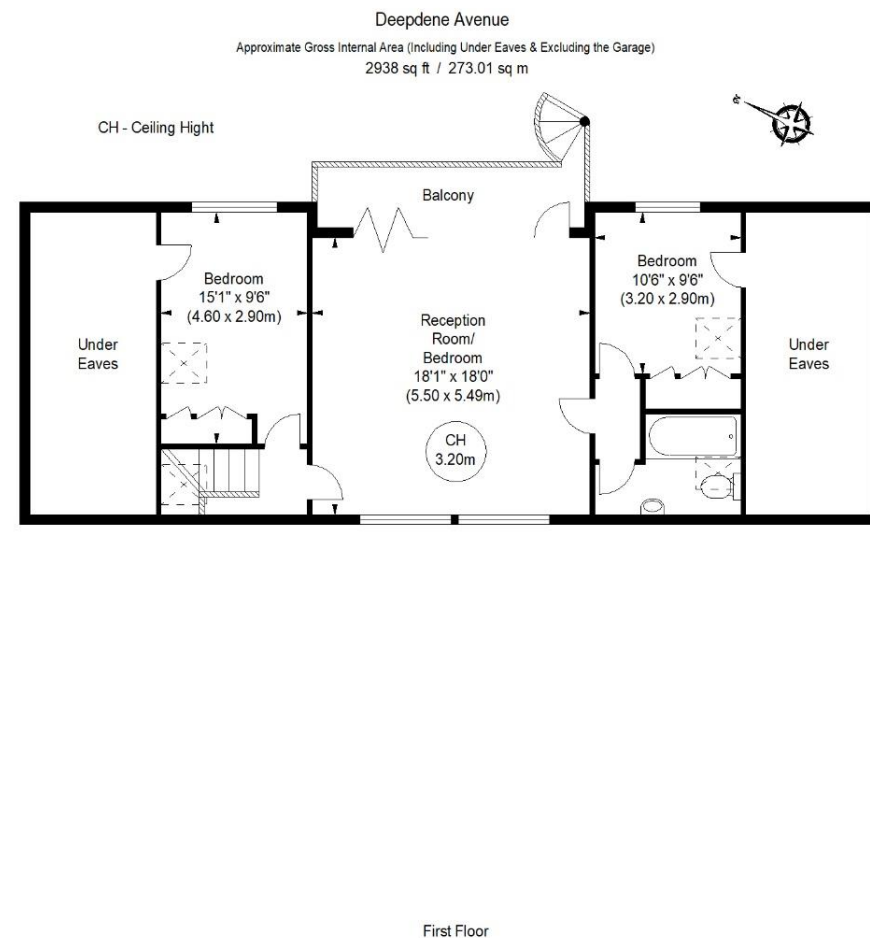 Deepdene Avenue
Approximate Gross Internal Area (Including Under Eaves & Excluding the Garage)
2938 sq ft / 273.01 sq m
CH - Ceiling Hight
Balcony
Bedroom
15'1" x 9'6"
(4.60 x 2.90m)
Bedroom
10'6" x 9'6"
(3.20 x 2.90m)
Under
Eaves
Reception
Room/
Bedroom
18'1" x 18'0"
(5.50 x 5.49m)
Under
Eaves
CH
3.20m
First Floor